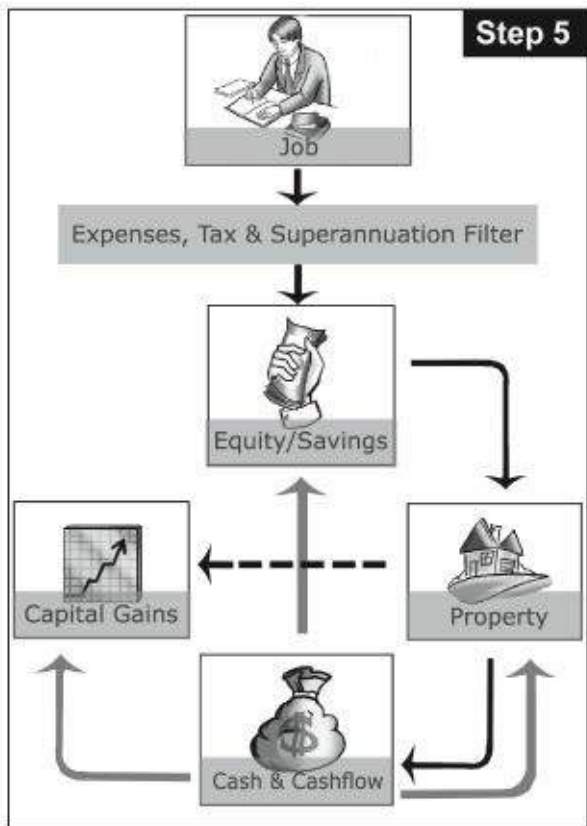 Step 5
Job
Expenses, Tax & Superannuation Filter
Equity/Savings
Capital Gains
Property
$
Cash & Cashflow